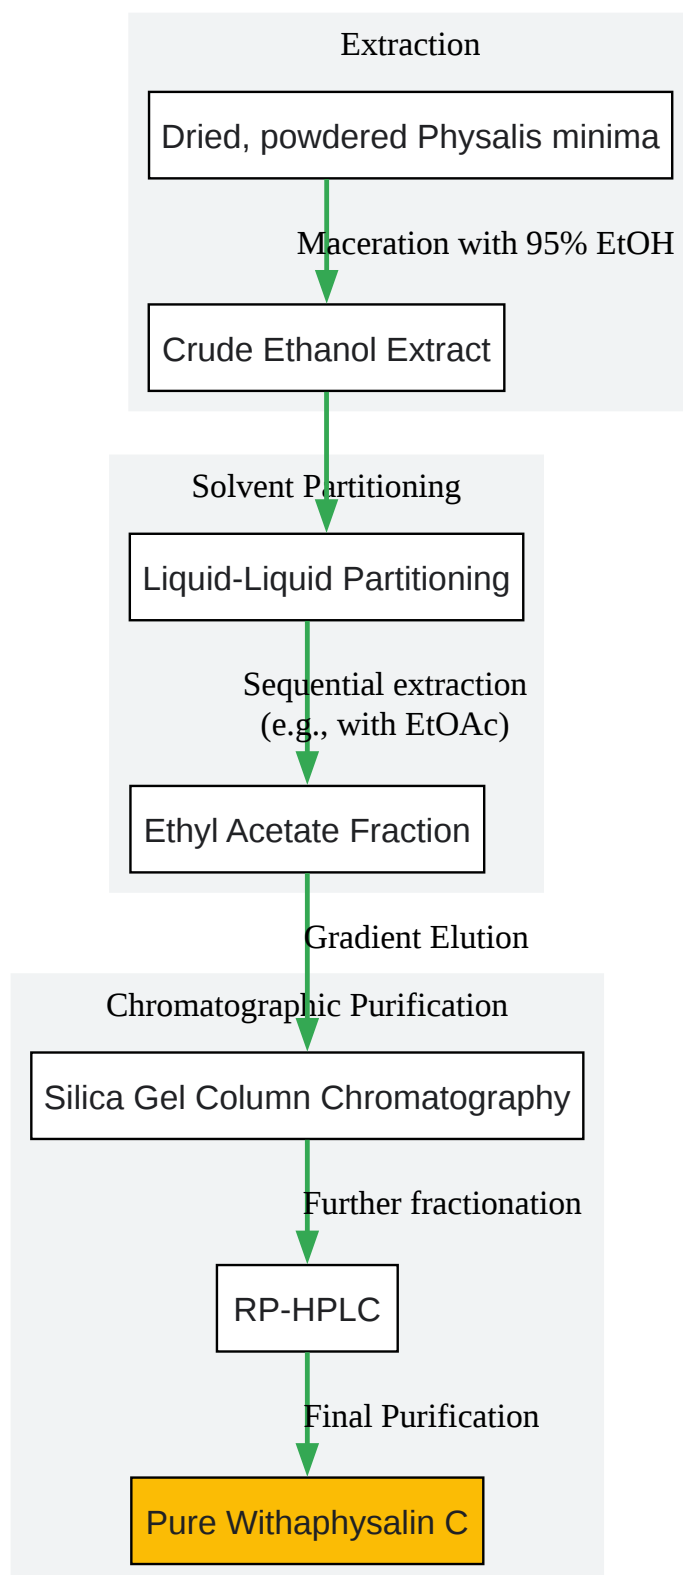 Extraction
Dried, powdered Physalis minima
Maceration with 95% EtOH
Crude Ethanol Extract
Solvent Partitioning
Liquid-Liquid Partitioning
Sequential extraction
(e.g., with EtOAc)
Ethyl Acetate Fraction
Gradient Elution
Chromatographic Purification
Silica Gel Column Chromatography
Further fractionation
RP-HPLC
Final Purification
Pure Withaphysalin C